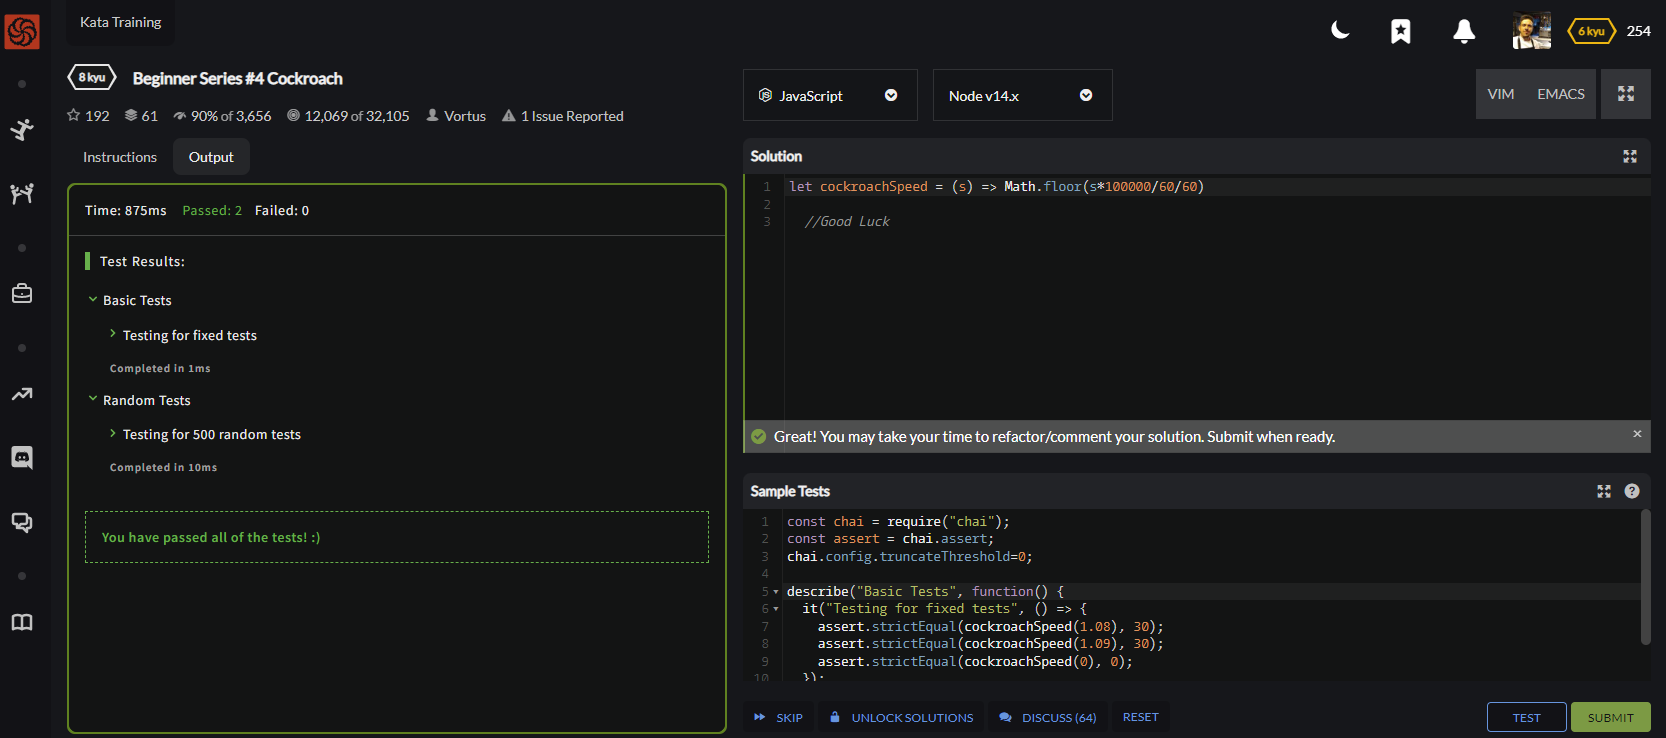 Kata Training
6 kyu 254
8 kyu Beginner Series #4 Cockroach
192 61 90% of 3,656 12,069 of 32,105 Vortus 1 Issue Reported
Instructions Output
Time: 875ms Passed: 2 Failed: 0
Test Results:
Basic Tests
Testing for fixed tests
Completed in 1ms
Random Tests
Testing for 500 random tests
Completed in 10ms
You have passed all of the tests! :)
JavaScript Node v14.x VIM EMACS
Solution
1 let cockroachSpeed = (s) => Math.floor(s*100000/60/60)
2
3 //Good Luck
Great! You may take your time to refactor/comment your solution. Submit when ready. ×
Sample Tests ?
1 const chai = require("chai");
2 const assert = chai.assert;
3 chai.config.truncateThreshold=0;
4
5 describe("Basic Tests", function() {
6 it("Testing for fixed tests", () => {
7 assert.strictEqual(cockroachSpeed(1.08), 30);
8 assert.strictEqual(cockroachSpeed(1.09), 30);
9 assert.strictEqual(cockroachSpeed(0), 0);
10 });
SKIP UNLOCK SOLUTIONS DISCUSS (64) RESET TEST SUBMIT